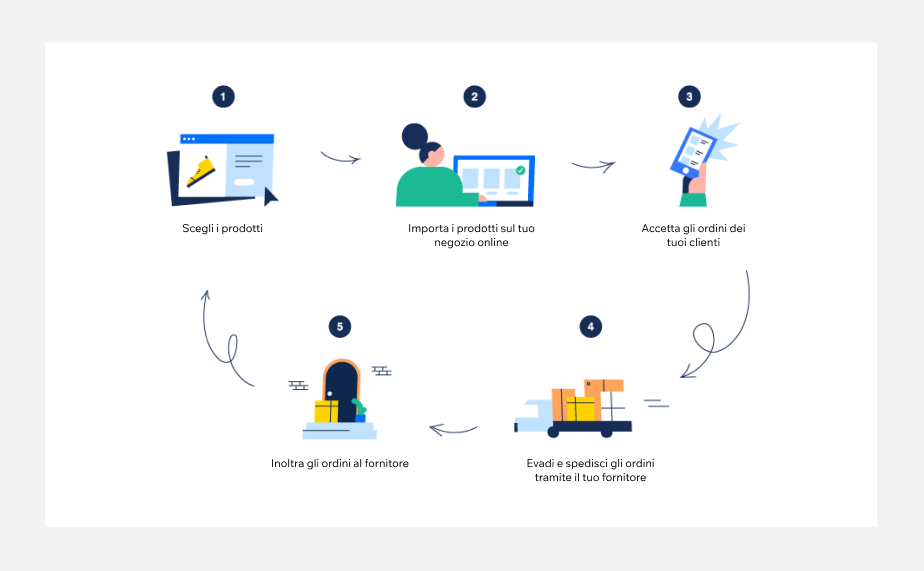 1
Scegli i prodotti
2
Importa i prodotti sul tuo
negozio online
3
Accetta gli ordini dei
tuoi clienti
4
Evadi e spedisci gli ordini
tramite il tuo fornitore
5
Inoltra gli ordini al fornitore